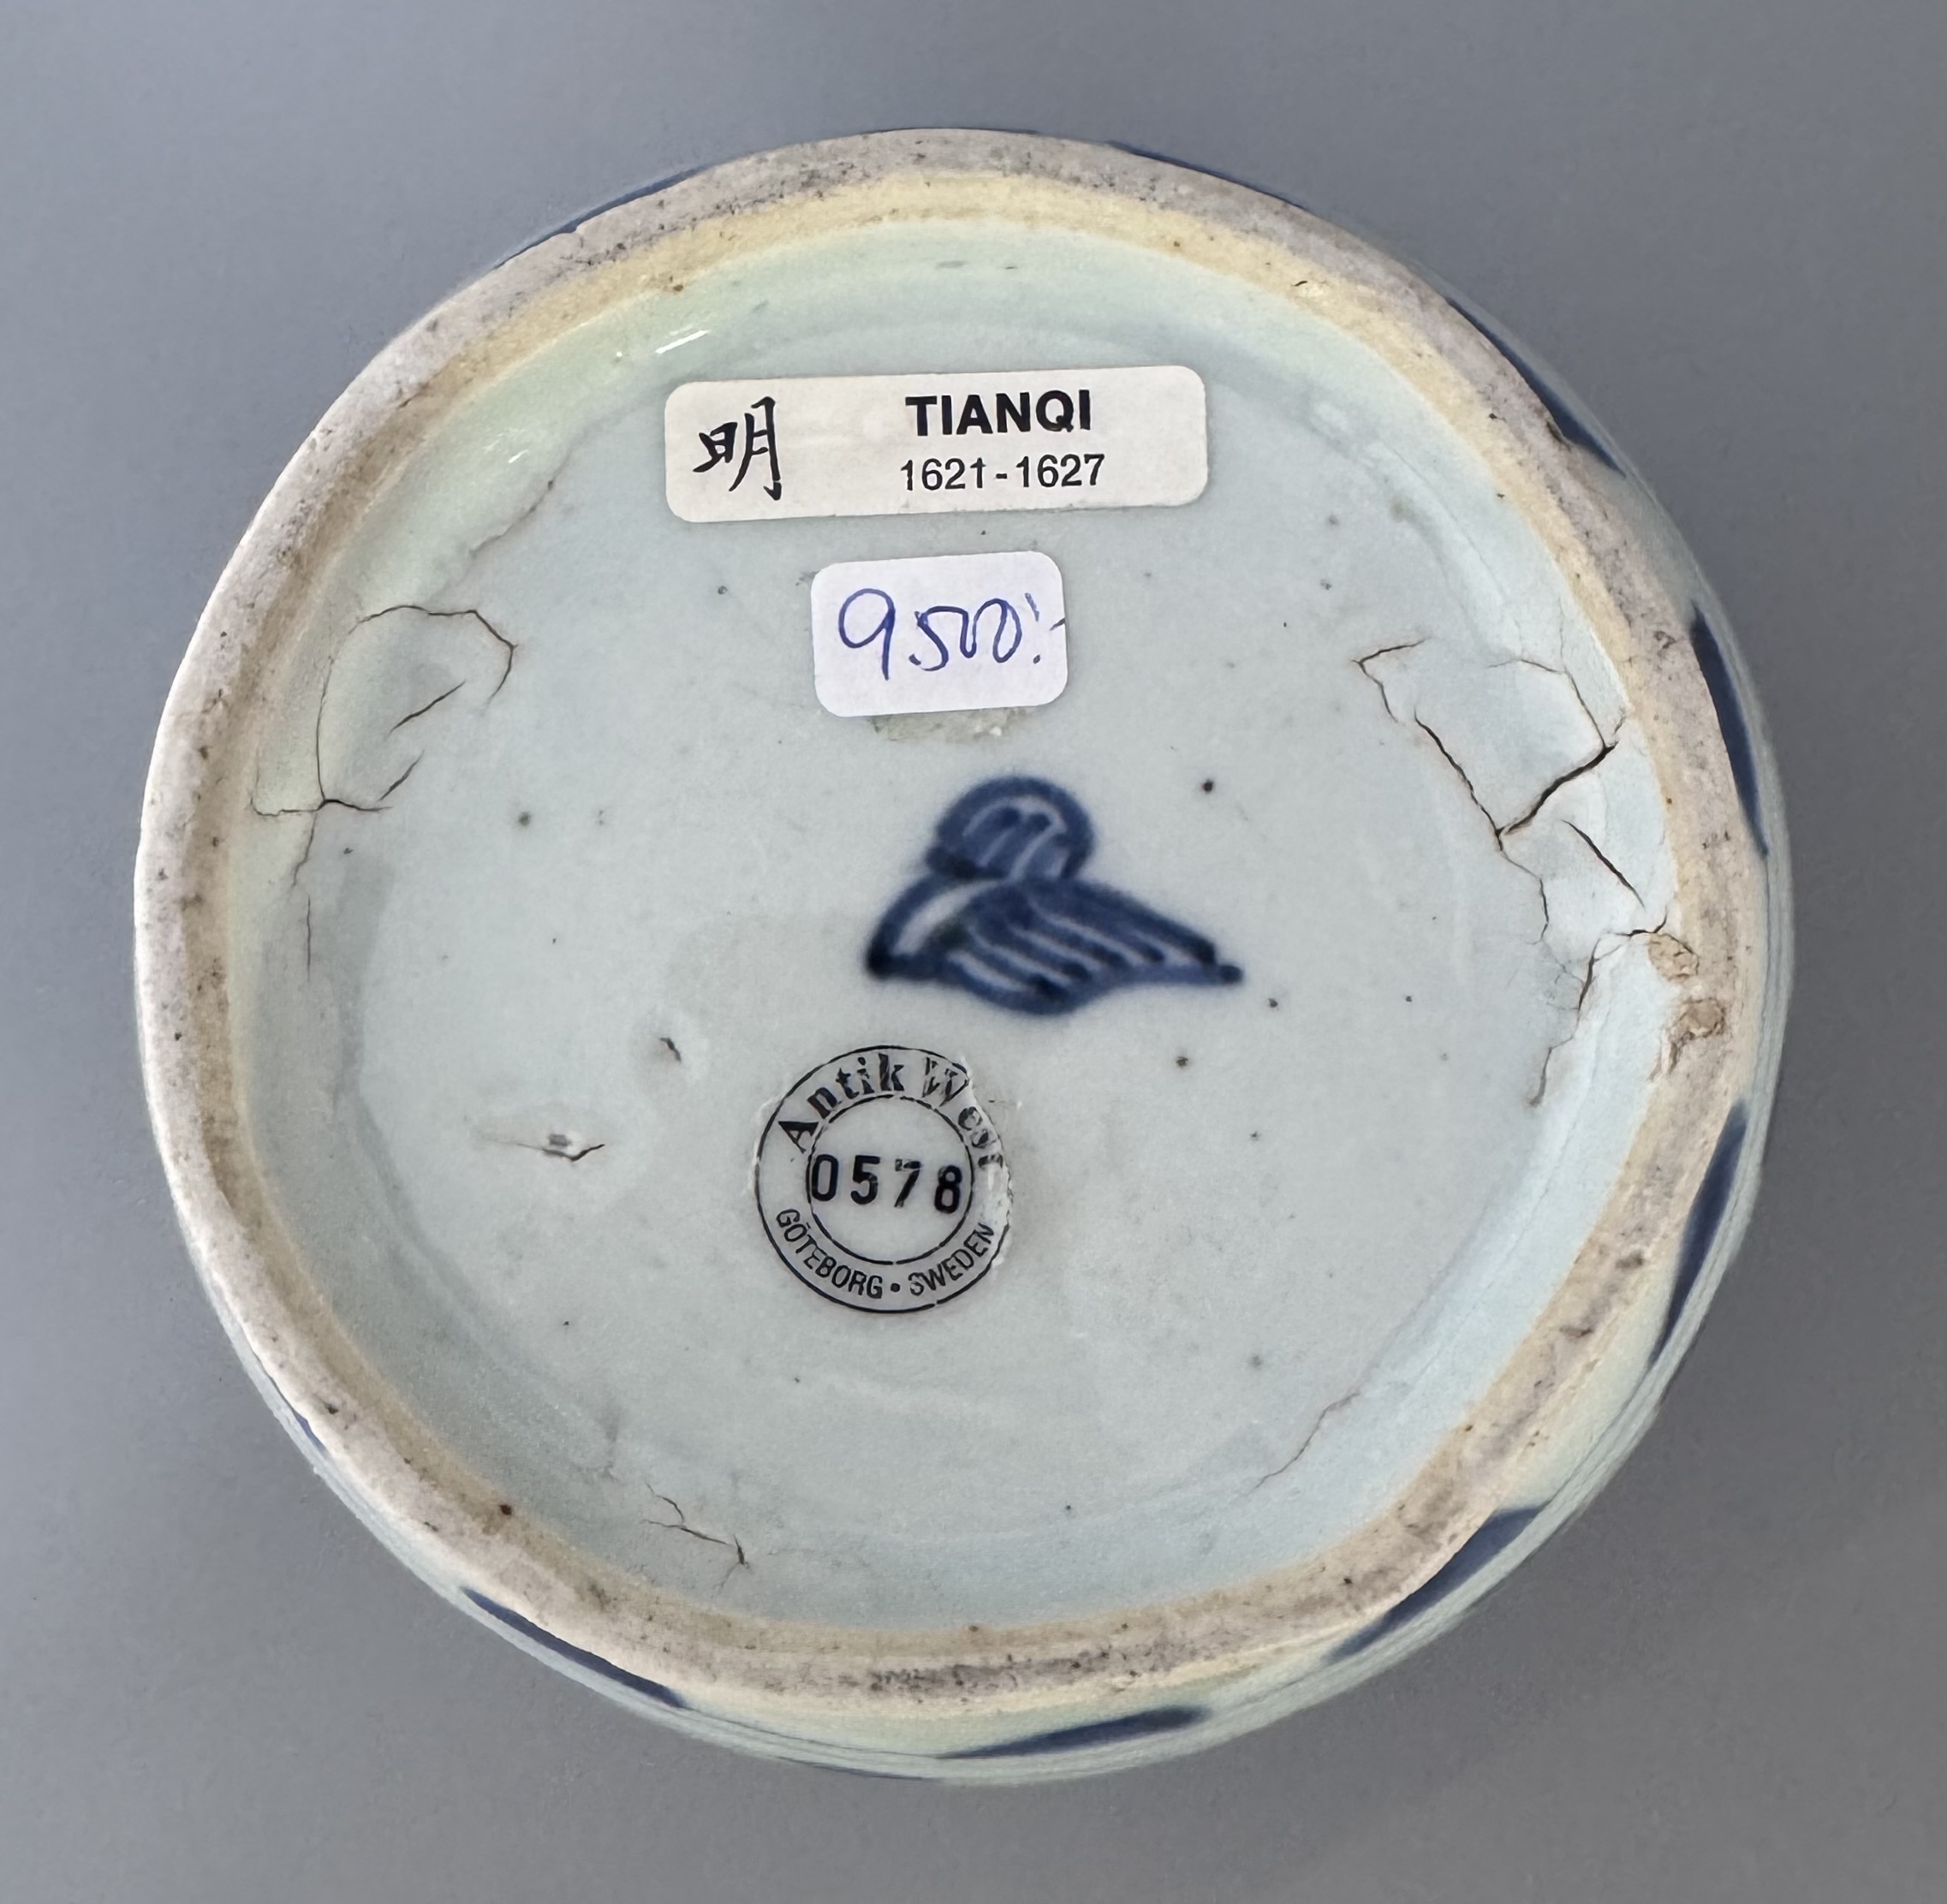 明 TIANQI
1621-1627
9.500:-
Antik West
0578
GÖTEBORG • SWEDEN